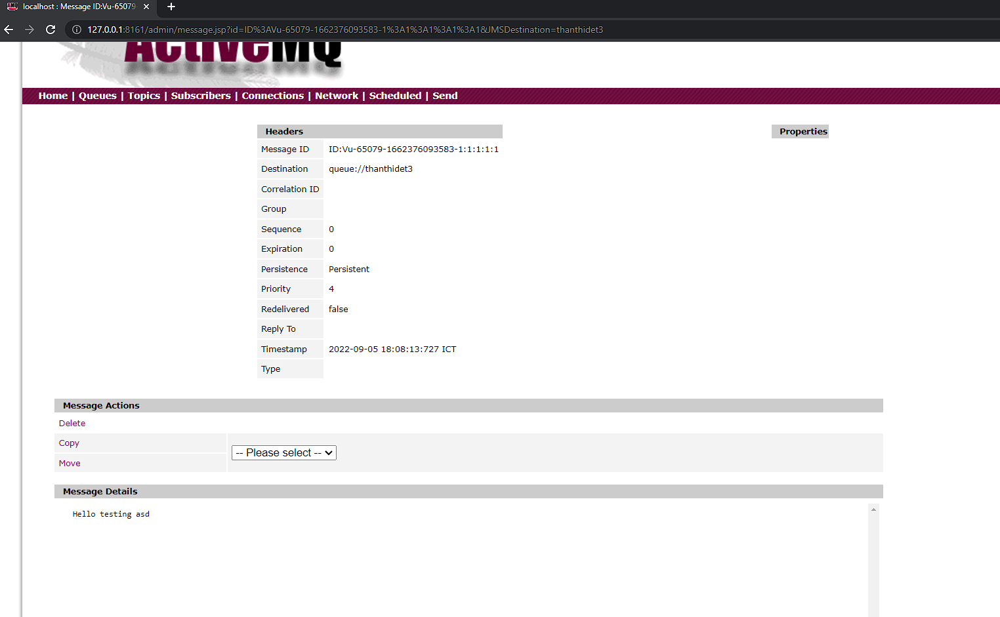 localhost : Message ID:Vu-65079
127.0.0.1:8161/admin/message.jsp?id=ID%3AVu-65079-1662376093583-1%3A1%3A1%3A1%3A1&JMSDestination=thanthidet3
ActiveMQ
Home | Queues | Topics | Subscribers | Connections | Network | Scheduled | Send
Headers
Message ID ID:Vu-65079-1662376093583-1:1:1:1:1
Destination queue://thanthidet3
Correlation ID
Group
Sequence 0
Expiration 0
Persistence Persistent
Priority 4
Redelivered false
Reply To
Timestamp 2022-09-05 18:08:13:727 ICT
Type
Properties
Message Actions
Delete
Copy
-- Please select --
Move
Message Details
Hello testing asd